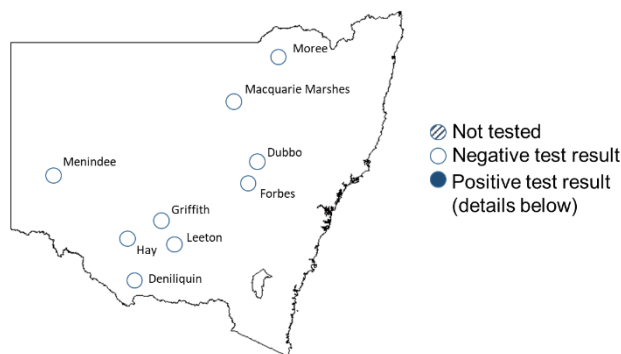 Moree
Macquarie Marshes
Dubbo
Menindee
Forbes
Griffith
Leeton
Hay
Deniliquin
Not tested
Negative test result
Positive test result
(details below)